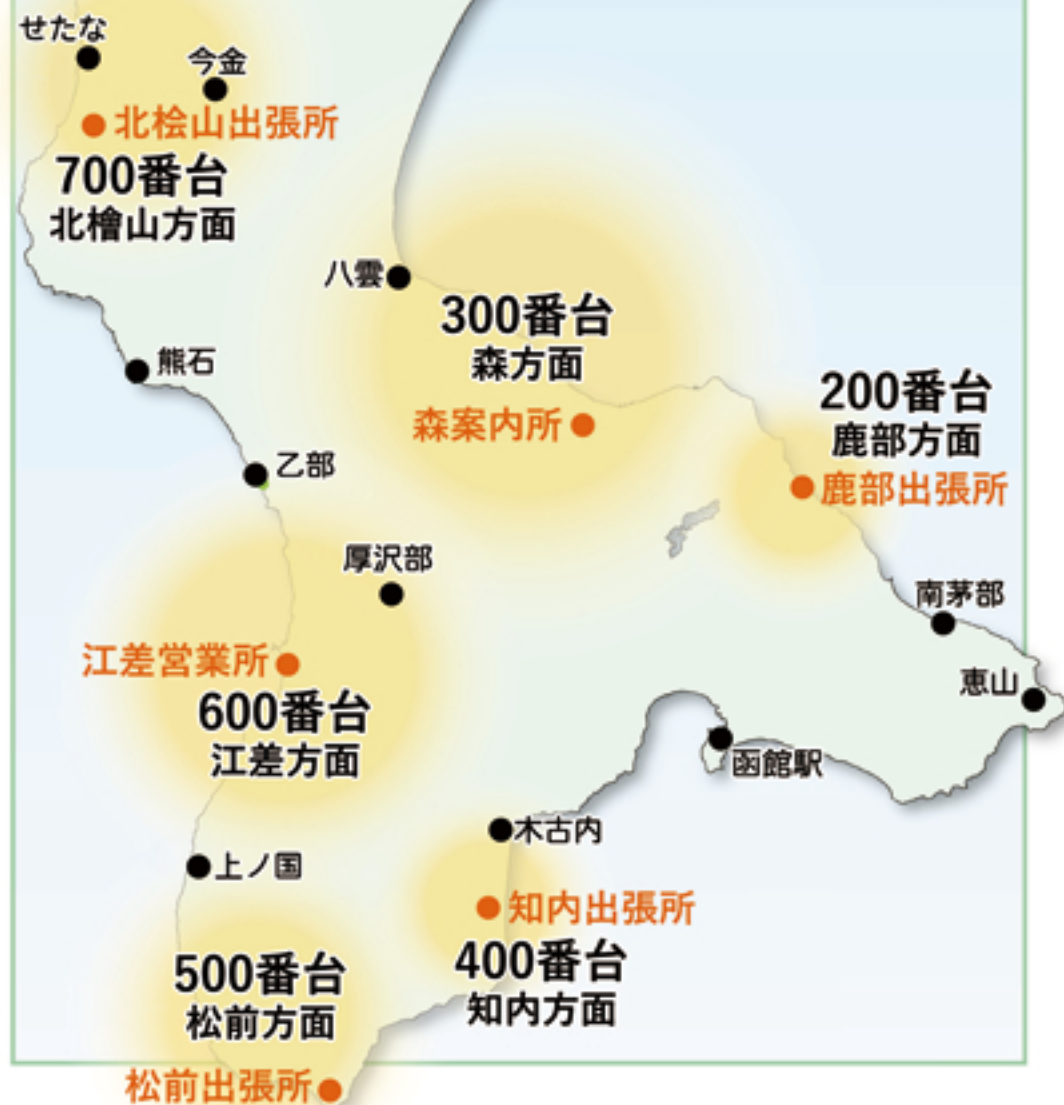 せたな
今金
北桧山出張所
700番台
北檜山方面
八雲
300番台
森方面
熊石
森案内所
200番台
鹿部方面
鹿部出張所
乙部
厚沢部
南茅部
江差営業所
恵山
600番台
江差方面
函館駅
木古内
上ノ国
知内出張所
400番台
知内方面
500番台
松前方面
松前出張所